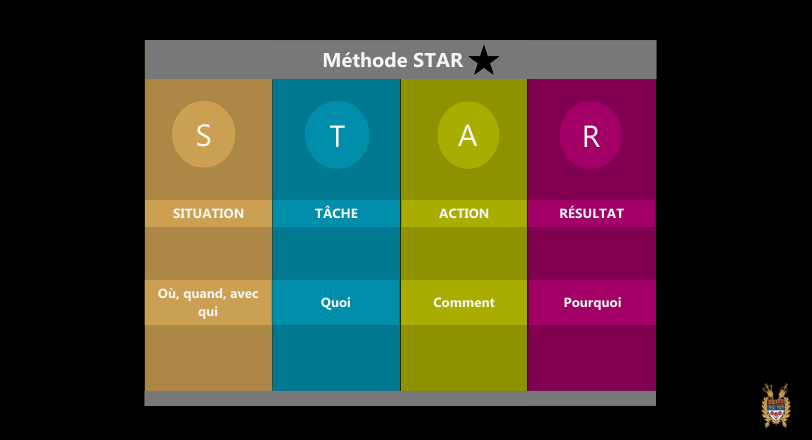 Méthode STAR
S
T
A
R
SITUATION
TÂCHE
ACTION
RÉSULTAT
Où, quand, avec
qui
Quoi
Comment
Pourquoi